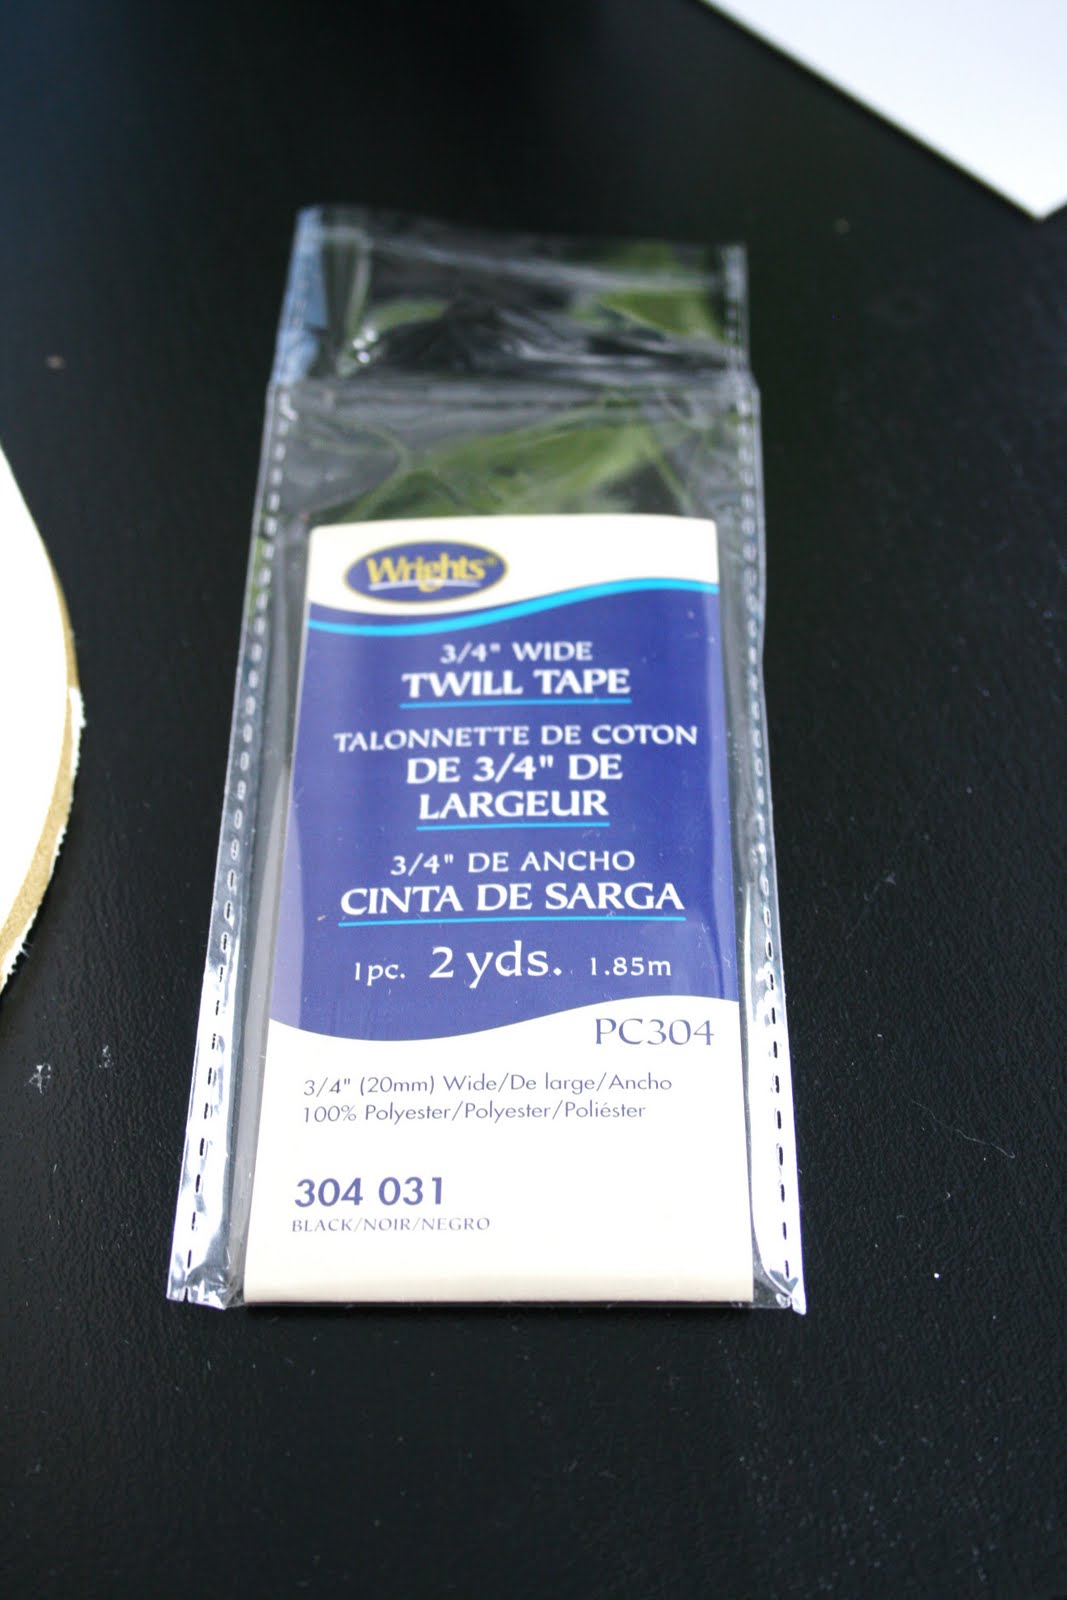 Wrights®
3/4" WIDE
TWILL TAPE
TALONNETTE DE COTON
DE 3/4" DE
LARGEUR
3/4" DE ANCHO
CINTA DE SARGA
1pc. 2 yds. 1.85m
PC304
3/4" (20mm) Wide/De large/Ancho
100% Polyester/Polyester/Poliéster
304 031
BLACK/NOIR/NEGRO